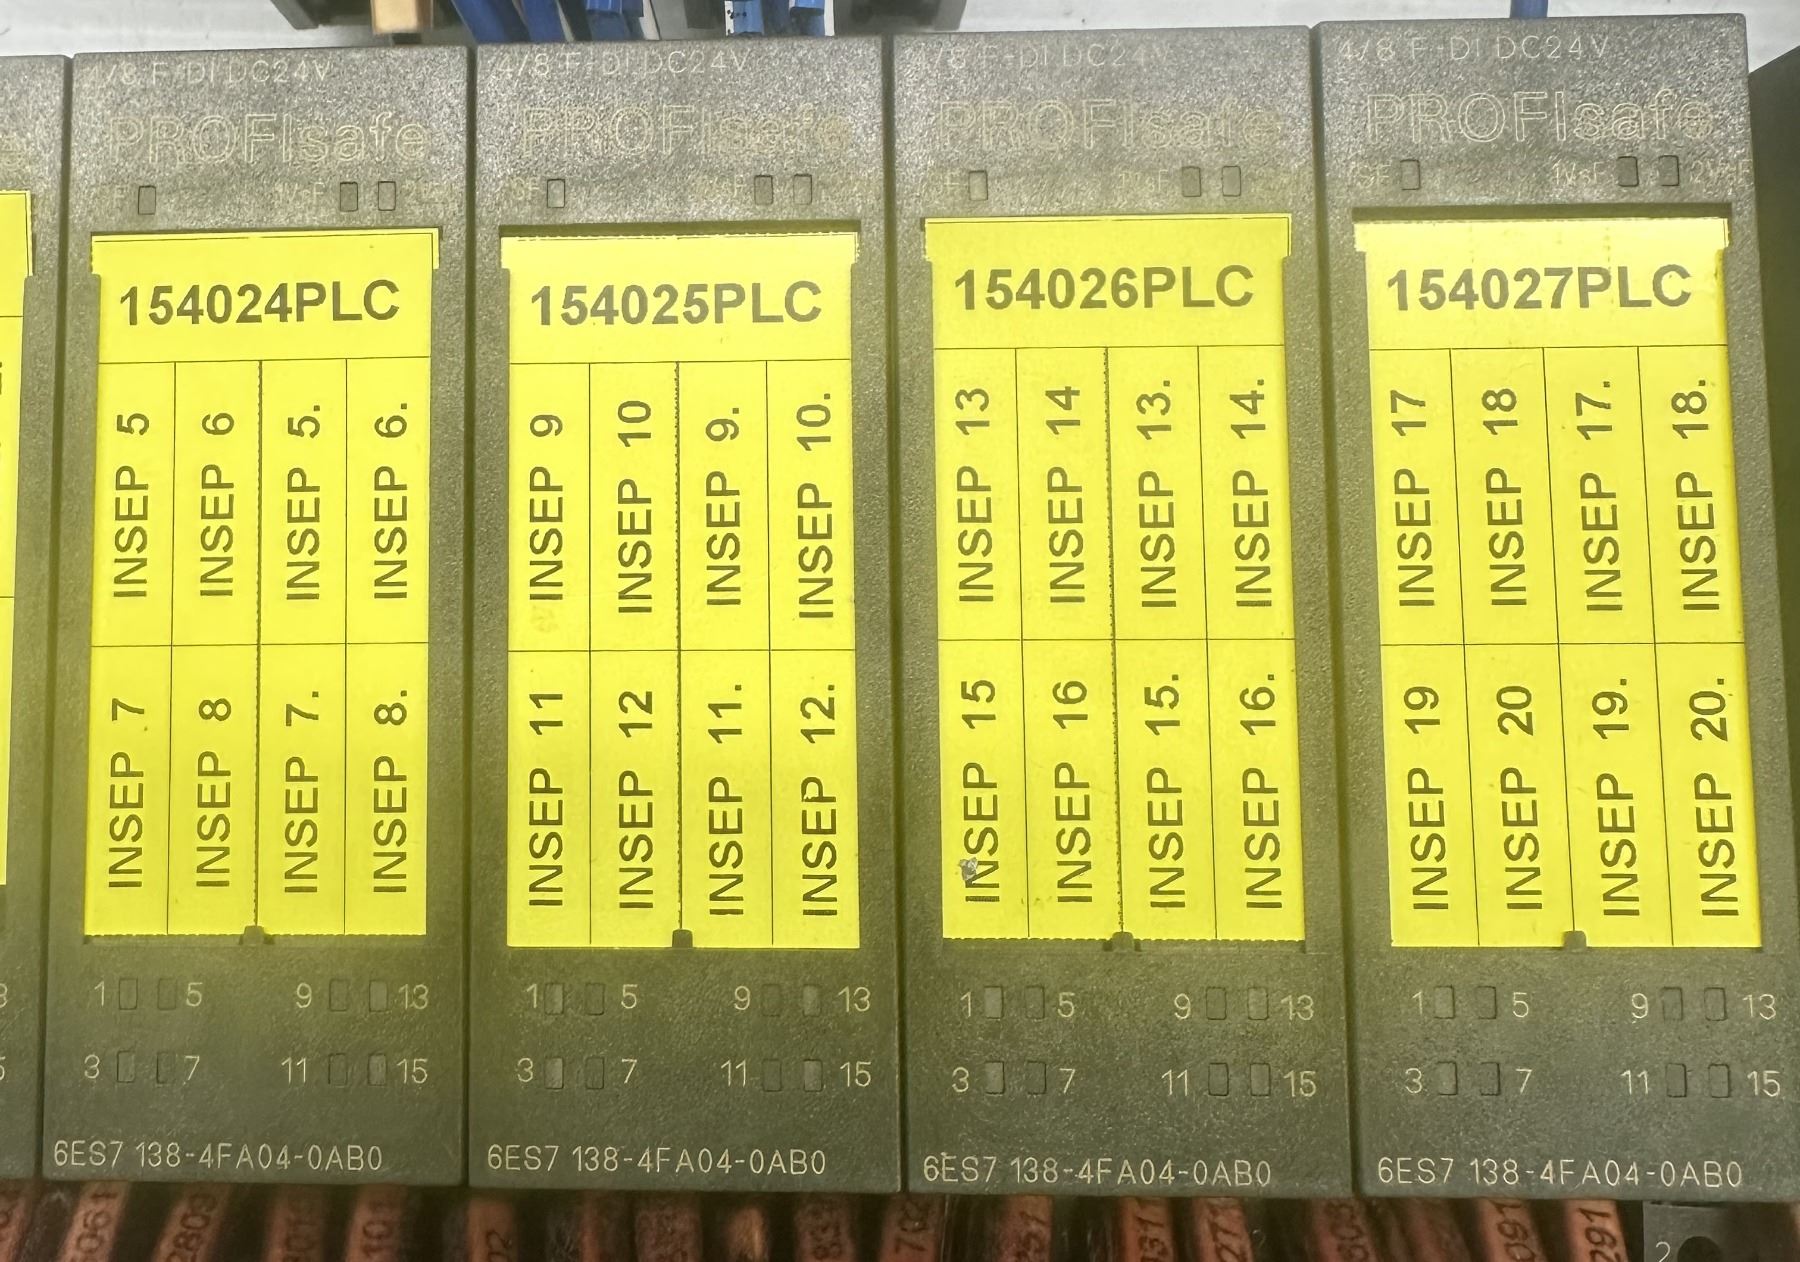 4/8 F-DI DC24V
PROFIsafe
154024PLC
INSEP 5
INSEP 6
INSEP 5.
INSEP 6.
INSEP 7
INSEP 8
INSEP 7.
INSEP 8.
1 5 9 13
3 7 11 15
6ES7 138-4FA04-0AB0
4/8 F-DI DC24V
PROFIsafe
154025PLC
INSEP 9
INSEP 10
INSEP 9.
INSEP 10.
INSEP 11
INSEP 12
INSEP 11.
INSEP 12.
1 5 9 13
3 7 11 15
6ES7 138-4FA04-0AB0
4/8 F-DI DC24V
PROFIsafe
154026PLC
INSEP 13
INSEP 14
INSEP 13.
INSEP 14.
INSEP 15
INSEP 16
INSEP 15.
INSEP 16.
1 5 9 13
3 7 11 15
6ES7 138-4FA04-0AB0
4/8 F-DI DC24V
PROFIsafe
SF 1VsF
154027PLC
INSEP 17
INSEP 18
INSEP 17.
INSEP 18.
INSEP 19
INSEP 20
INSEP 19.
INSEP 20.
1 5 9 13
3 7 11 15
6ES7 138-4FA04-0AB0
2